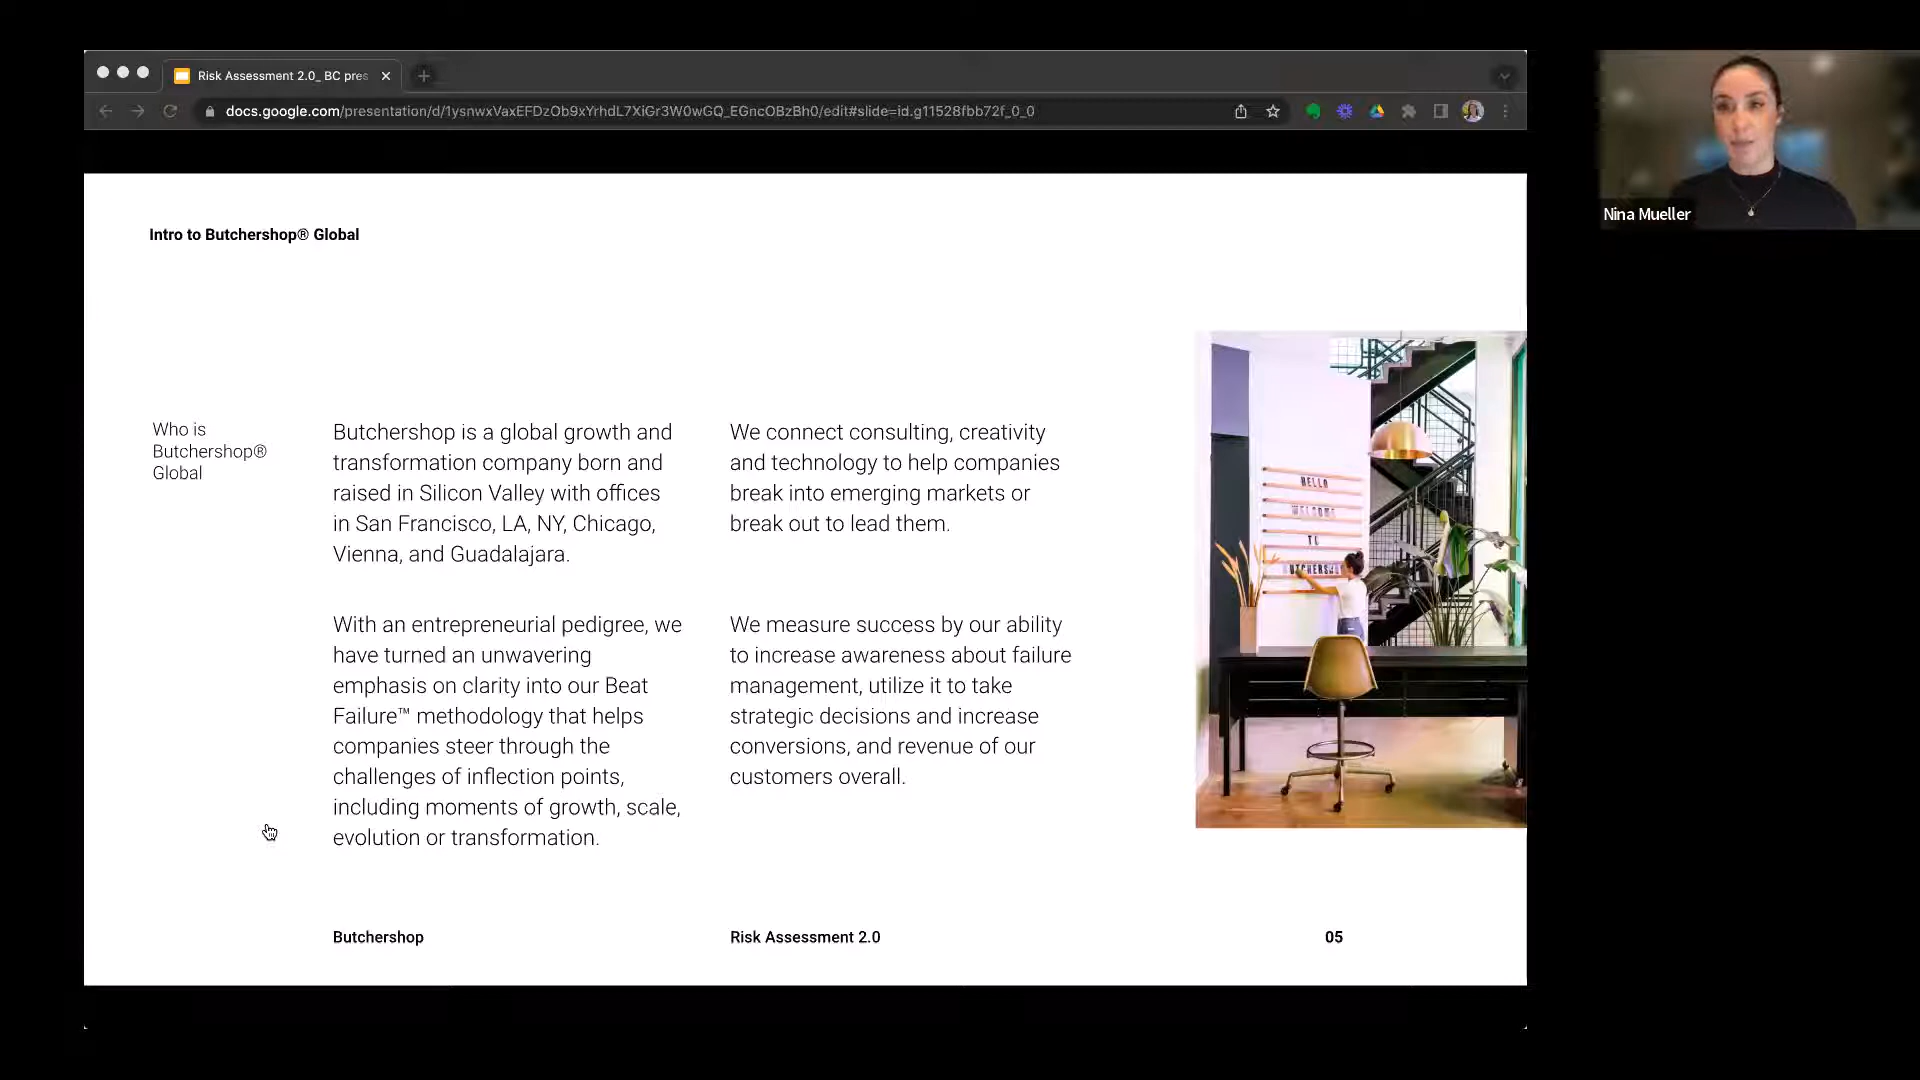 Risk Assessment 2.0_ BC pres
docs.google.com/presentation/d/1ysnwxVaxEFDzOb9xYrhdL7XiGr3W0wGQ_EGncOBzBh0/edit#slide=id.g11528fbb72f_0_0
Nina Mueller
Intro to Butchershop® Global
Who is
Butchershop®
Global
Butchershop is a global growth and
transformation company born and
raised in Silicon Valley with offices
in San Francisco, LA, NY, Chicago,
Vienna, and Guadalajara.
With an entrepreneurial pedigree, we
have turned an unwavering
emphasis on clarity into our Beat
Failure™ methodology that helps
companies steer through the
challenges of inflection points,
including moments of growth, scale,
evolution or transformation.
We connect consulting, creativity
and technology to help companies
break into emerging markets or
break out to lead them.
We measure success by our ability
to increase awareness about failure
management, utilize it to take
strategic decisions and increase
conversions, and revenue of our
customers overall.
HELLO
WELCOME
TO
BUTCHERSHOP
Butchershop
Risk Assessment 2.0
05